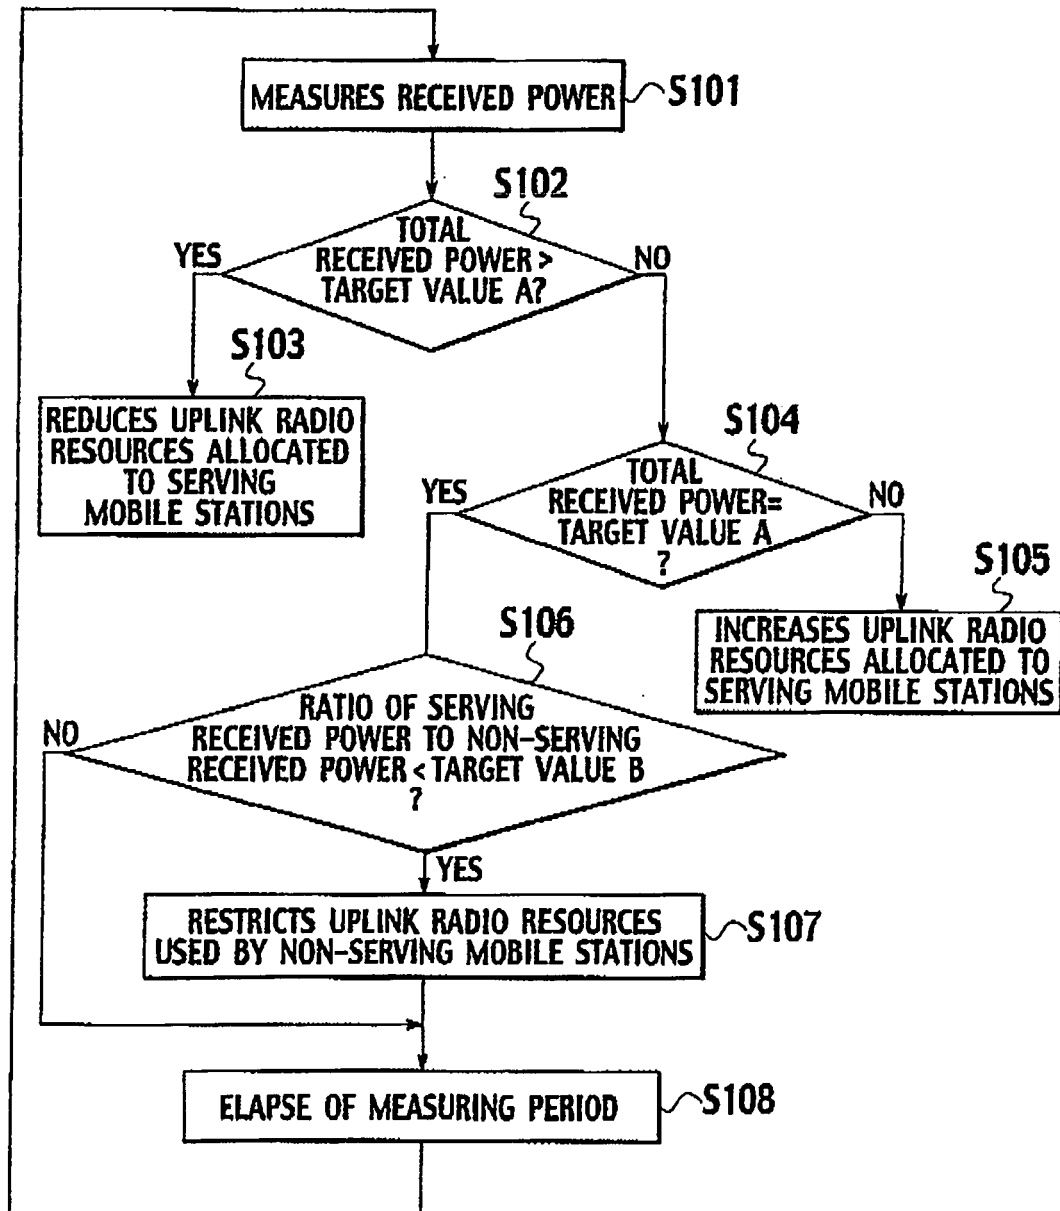 MEASURES RECEIVED POWER
S101
S102
TOTAL
RECEIVED POWER >
TARGET VALUE A?
YES
NO
S103
REDUCES UPLINK RADIO
RESOURCES ALLOCATED
TO SERVING
MOBILE STATIONS
S104
TOTAL
RECEIVED POWER=
TARGET VALUE A
?
YES
NO
S105
INCREASES UPLINK RADIO
RESOURCES ALLOCATED TO
SERVING MOBILE STATIONS
S106
RATIO OF SERVING
RECEIVED POWER TO NON-SERVING
RECEIVED POWER < TARGET VALUE B
?
NO
YES
RESTRICTS UPLINK RADIO RESOURCES
USED BY NON-SERVING MOBILE STATIONS
S107
ELAPSE OF MEASURING PERIOD
S108